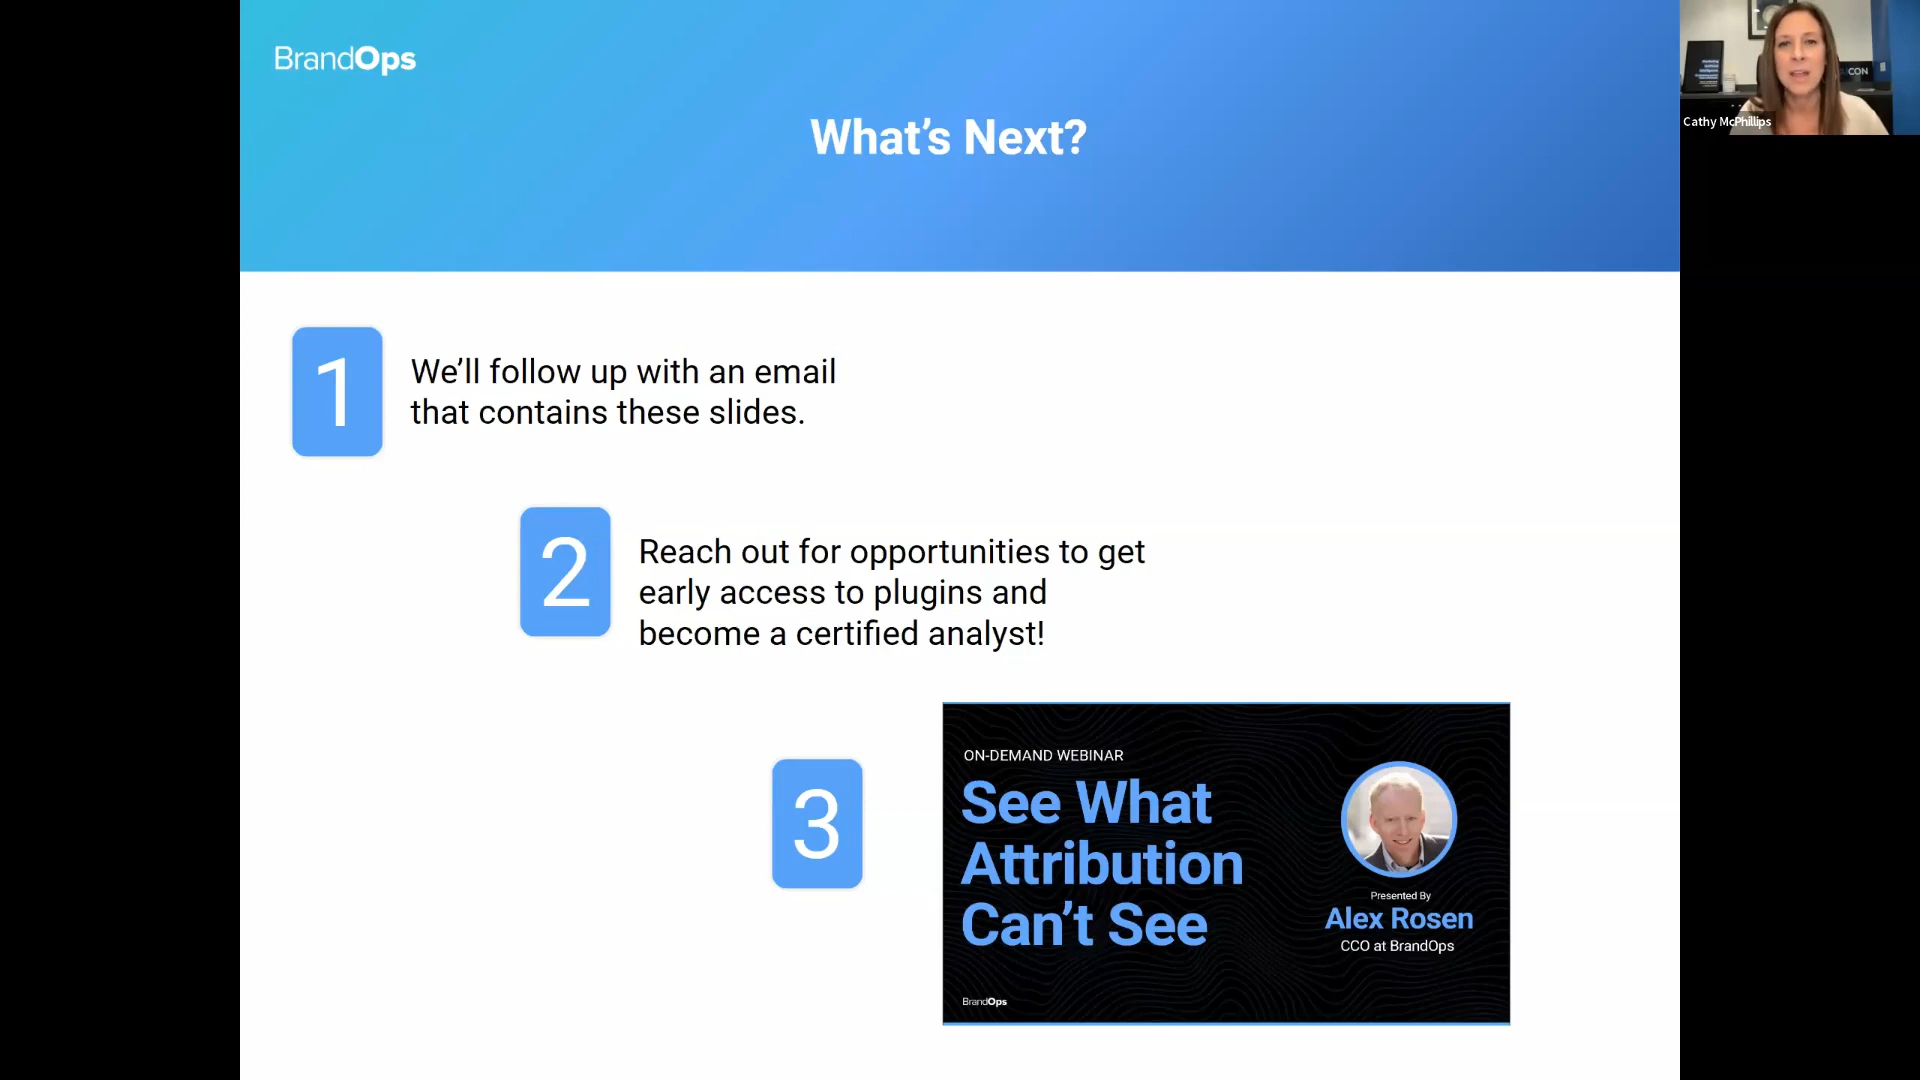 BrandOps
What's Next?
CON
Cathy McPhillips
1
We'll follow up with an email
that contains these slides.
2
Reach out for opportunities to get
early access to plugins and
become a certified analyst!
3
ON-DEMAND WEBINAR
See What
Attribution
Can't See
Presented By
Alex Rosen
CCO at BrandOps
BrandOps